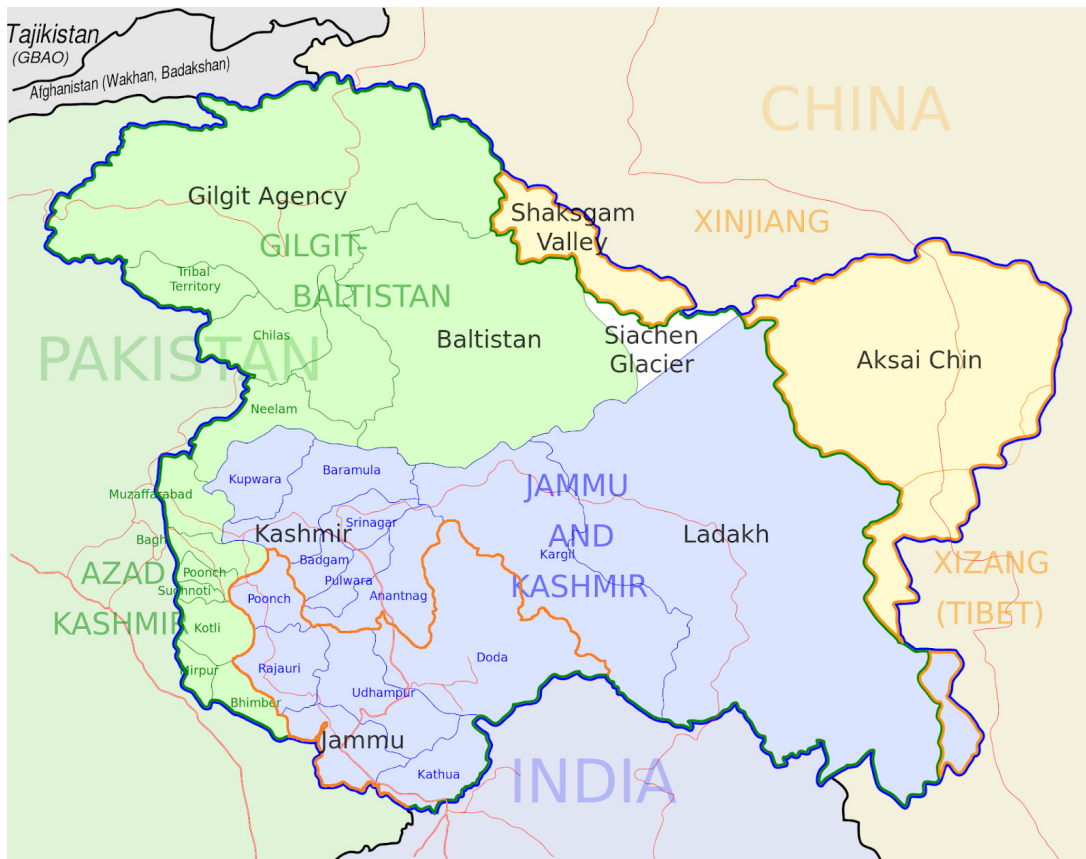 Tajikistan
(GBAO)
Afghanistan (Wakhan, Badakshan)
CHINA
Gilgit Agency
Shaksgam
Valley
XINJIANG
GILGIT-
BALTISTAN
Tribal
Territory
PAKISTAN
Chilas
Baltistan
Siachen
Glacier
Aksai Chin
Neelam
Kupwara
Baramula
JAMMU
AND
KASHMIR
Muzaffarabad
Srinagar
Kashmir
Ladakh
Bagh
Badgam
Kargil
XIZANG
(TIBET)
AZAD
KASHMIR
Poonch
Sudhnoti
Pulwara
Poonch
Anantnag
Kotli
Mirpur
Rajauri
Doda
Bhimber
Udhampur
Jammu
Kathua
INDIA